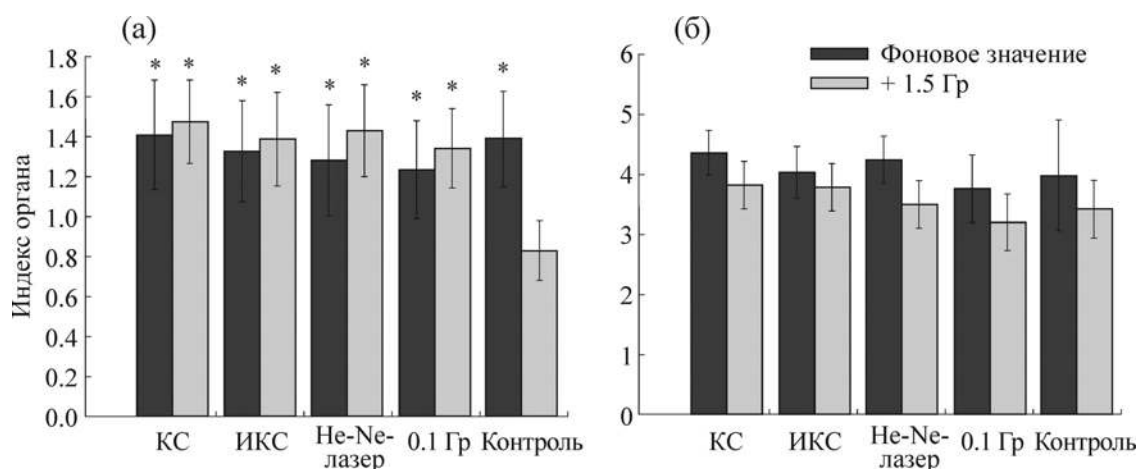 (а)
Индекс органа
1.8
1.6
1.4
1.2
1.0
0.8
0.6
0.4
0.2
0.0
* * * * * * * * *
КС
ИКС
He-Ne-
лазер
0.1 Гр
Контроль
(б)
Фоновое значение
+ 1.5 Гр
6
5
4
3
2
1
0
КС
ИКС
He-Ne-
лазер
0.1 Гр
Контроль